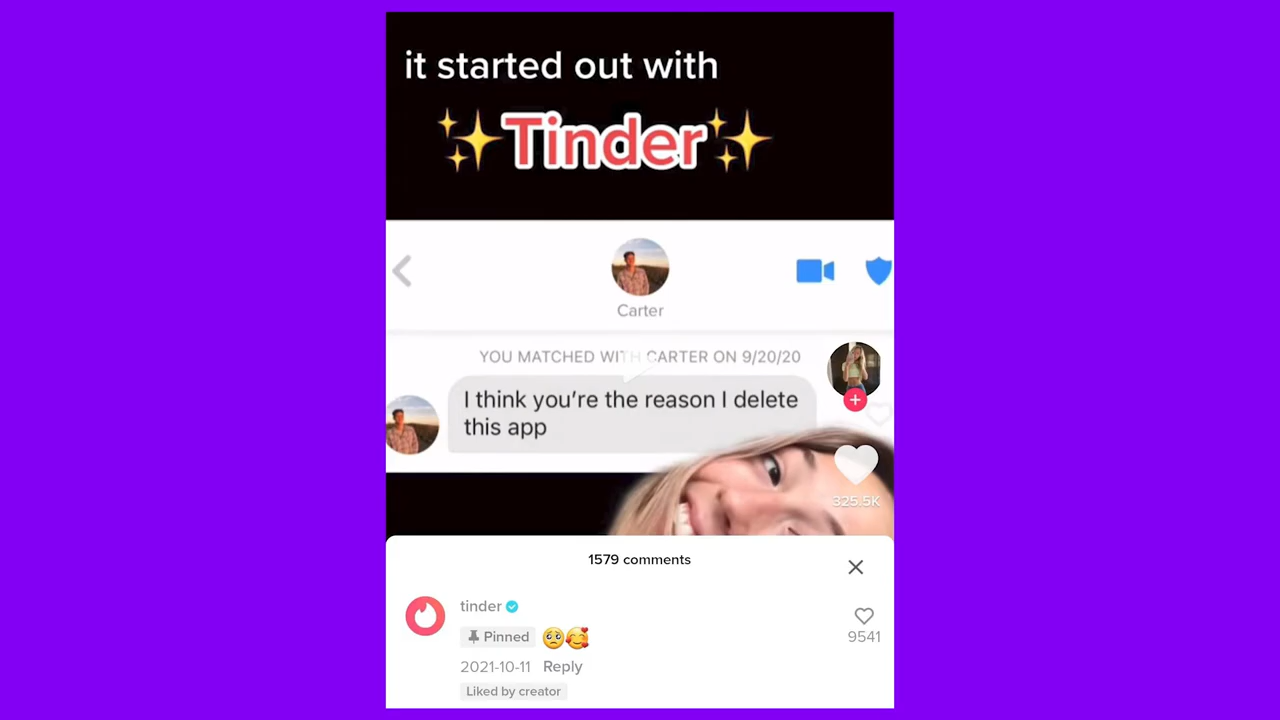 it started out with
✨Tinder✨
Carter
YOU MATCHED WITH CARTER ON 9/20/20
I think you're the reason I delete
this app
325.5K
1579 comments
tinder
Pinned 🥺🥰
9541
2021-10-11 Reply
Liked by creator